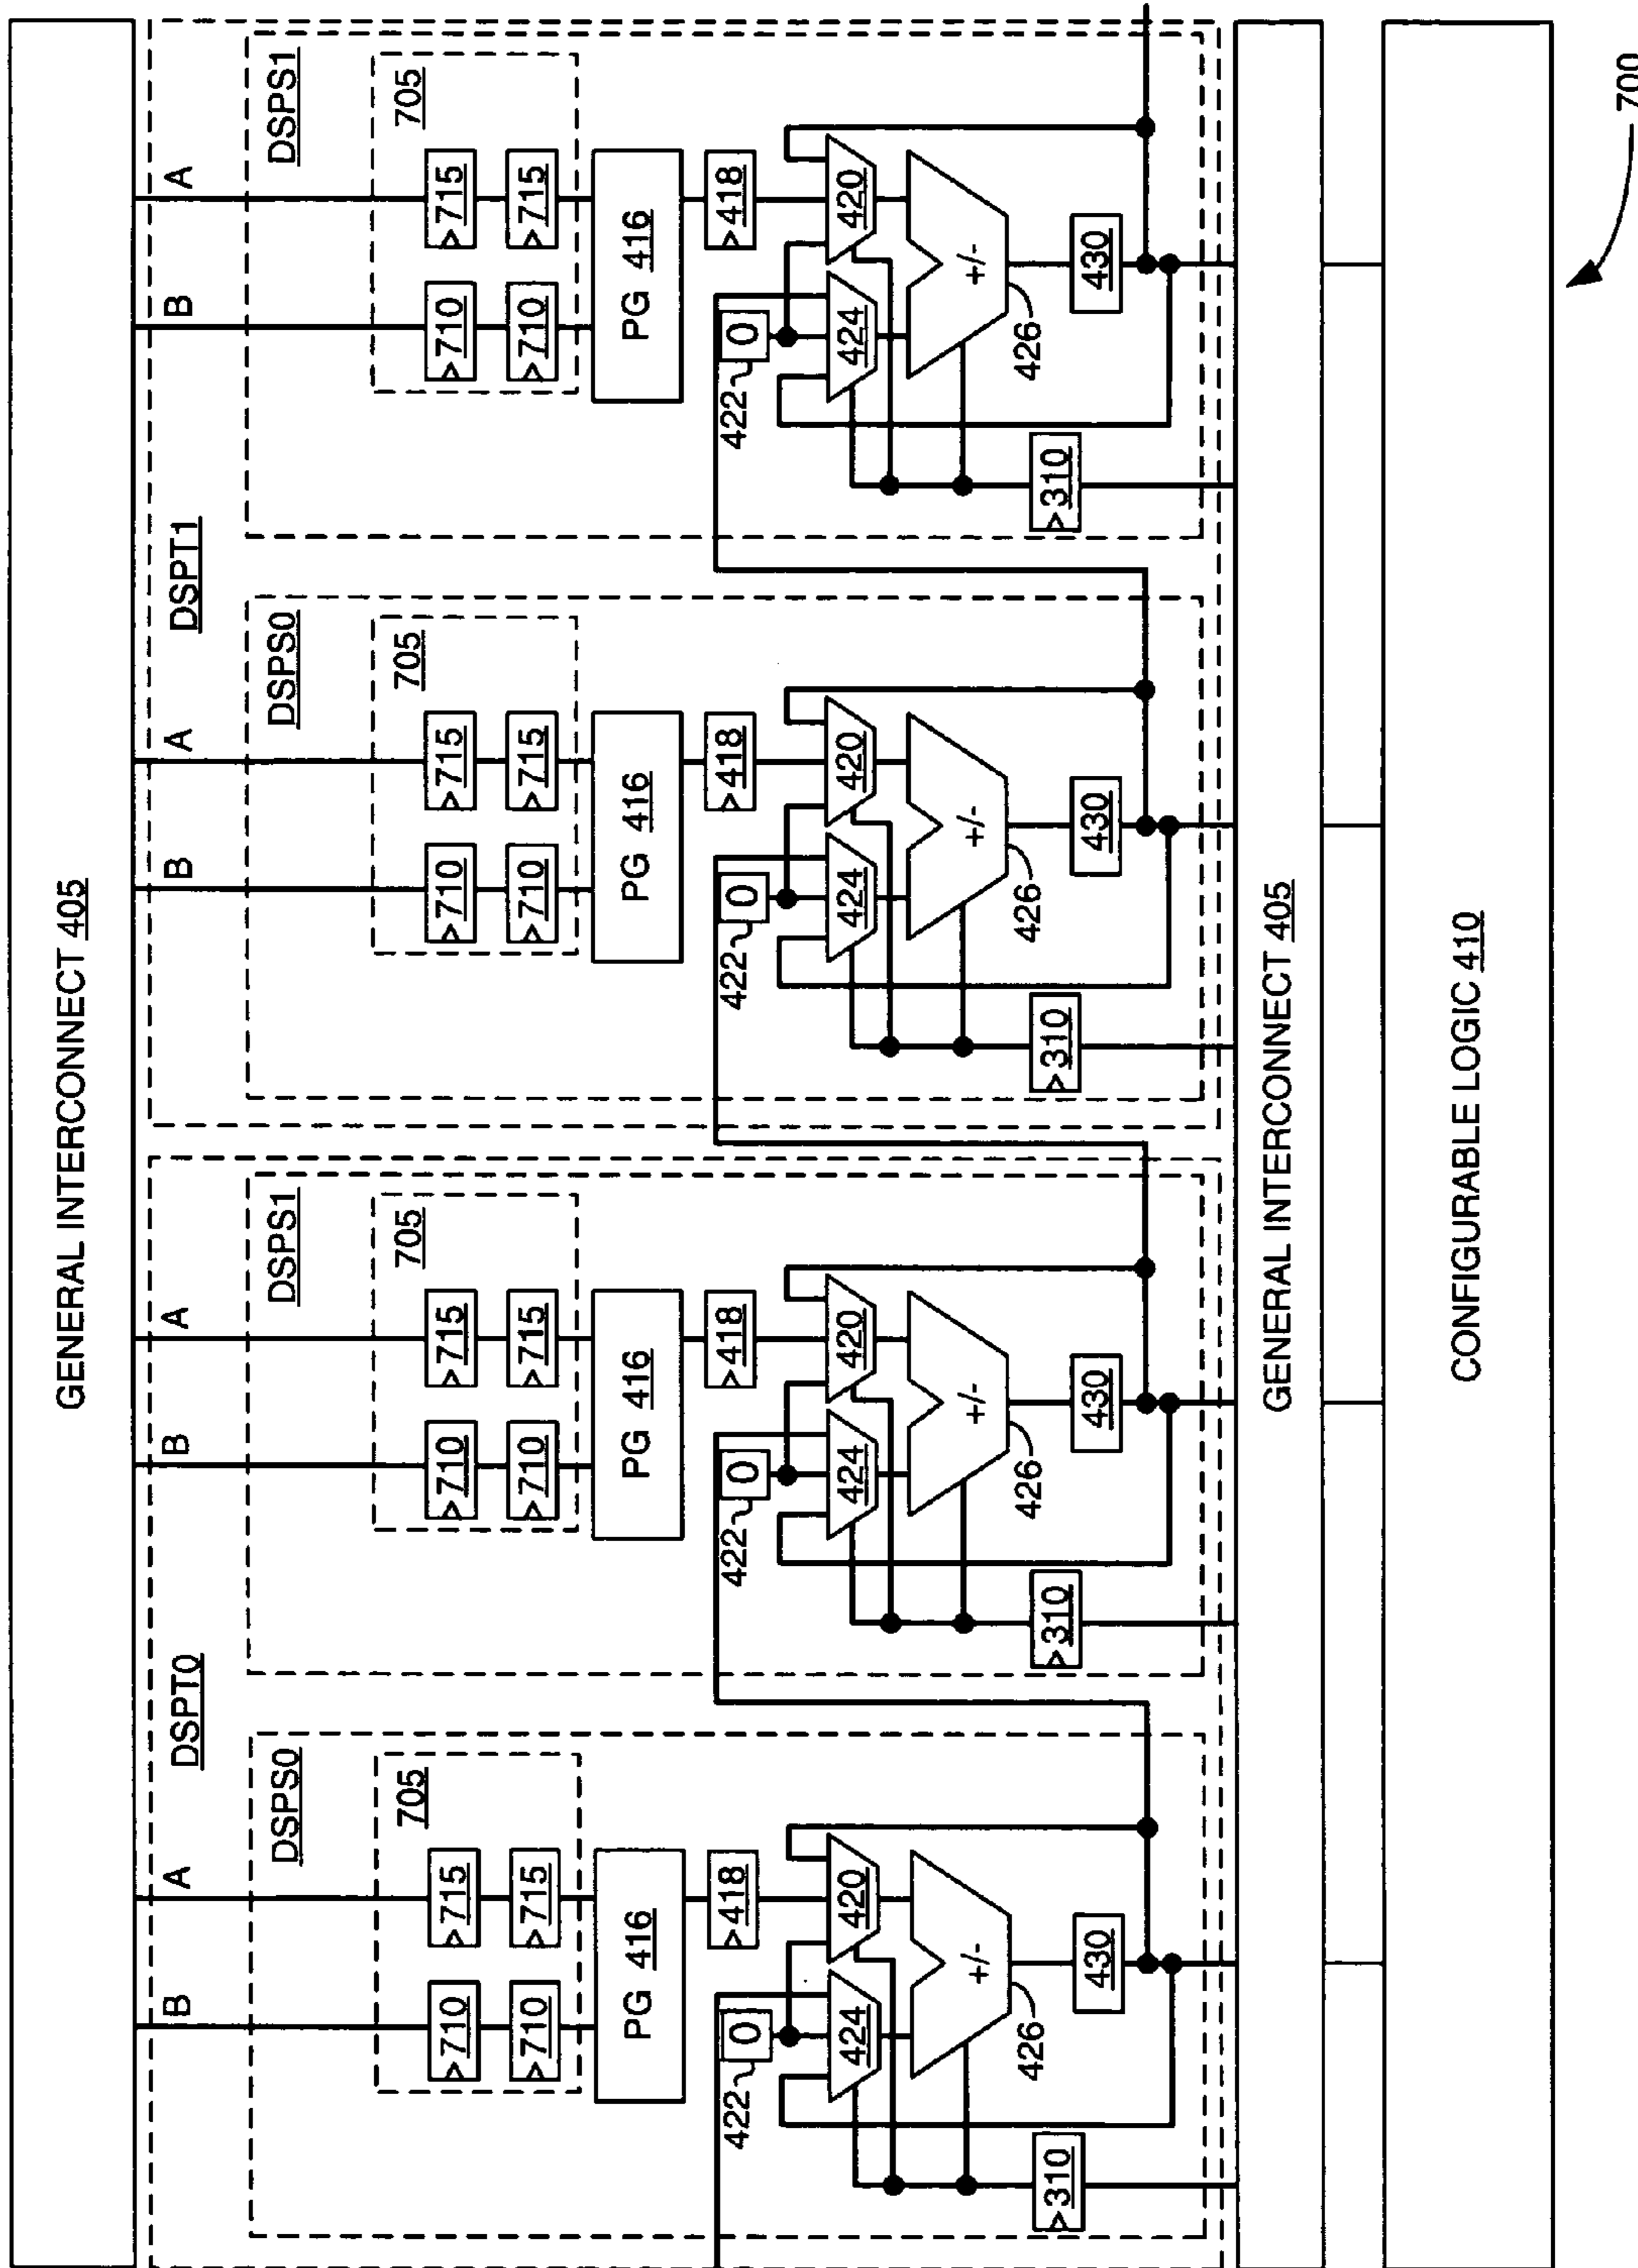 GENERAL INTERCONNECT 405
DSPT0
DSPT1
DSPS0
DSPS1
DSPS0
DSPS1
B
A
B
A
B
A
B
A
705
705
705
705
>710
>715
>710
>715
>710
>715
>710
>715
>710
>715
>710
>715
>710
>715
>710
>715
PG 416
PG 416
PG 416
PG 416
422
0
>418
422
0
>418
422
0
>418
422
0
>418
424
420
424
420
424
420
424
420
+/-
+/-
+/-
+/-
426
426
426
426
>310
430
>310
430
>310
430
>310
430
GENERAL INTERCONNECT 405
CONFIGURABLE LOGIC 410
700